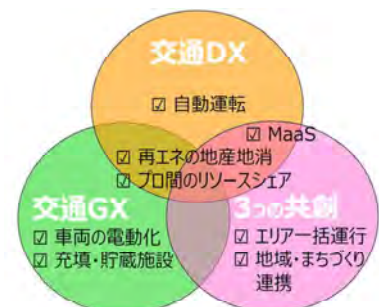 交通DX
☑ 自動運転
☑ MaaS
☑ 再エネの地産地消
☑ プロ間のリソースシェア
交通GX
☑ 車両の電動化
☑ 充填・貯蔵施設
3つの共創
☑ エリア一括運行
☑ 地域・まちづくり
連携